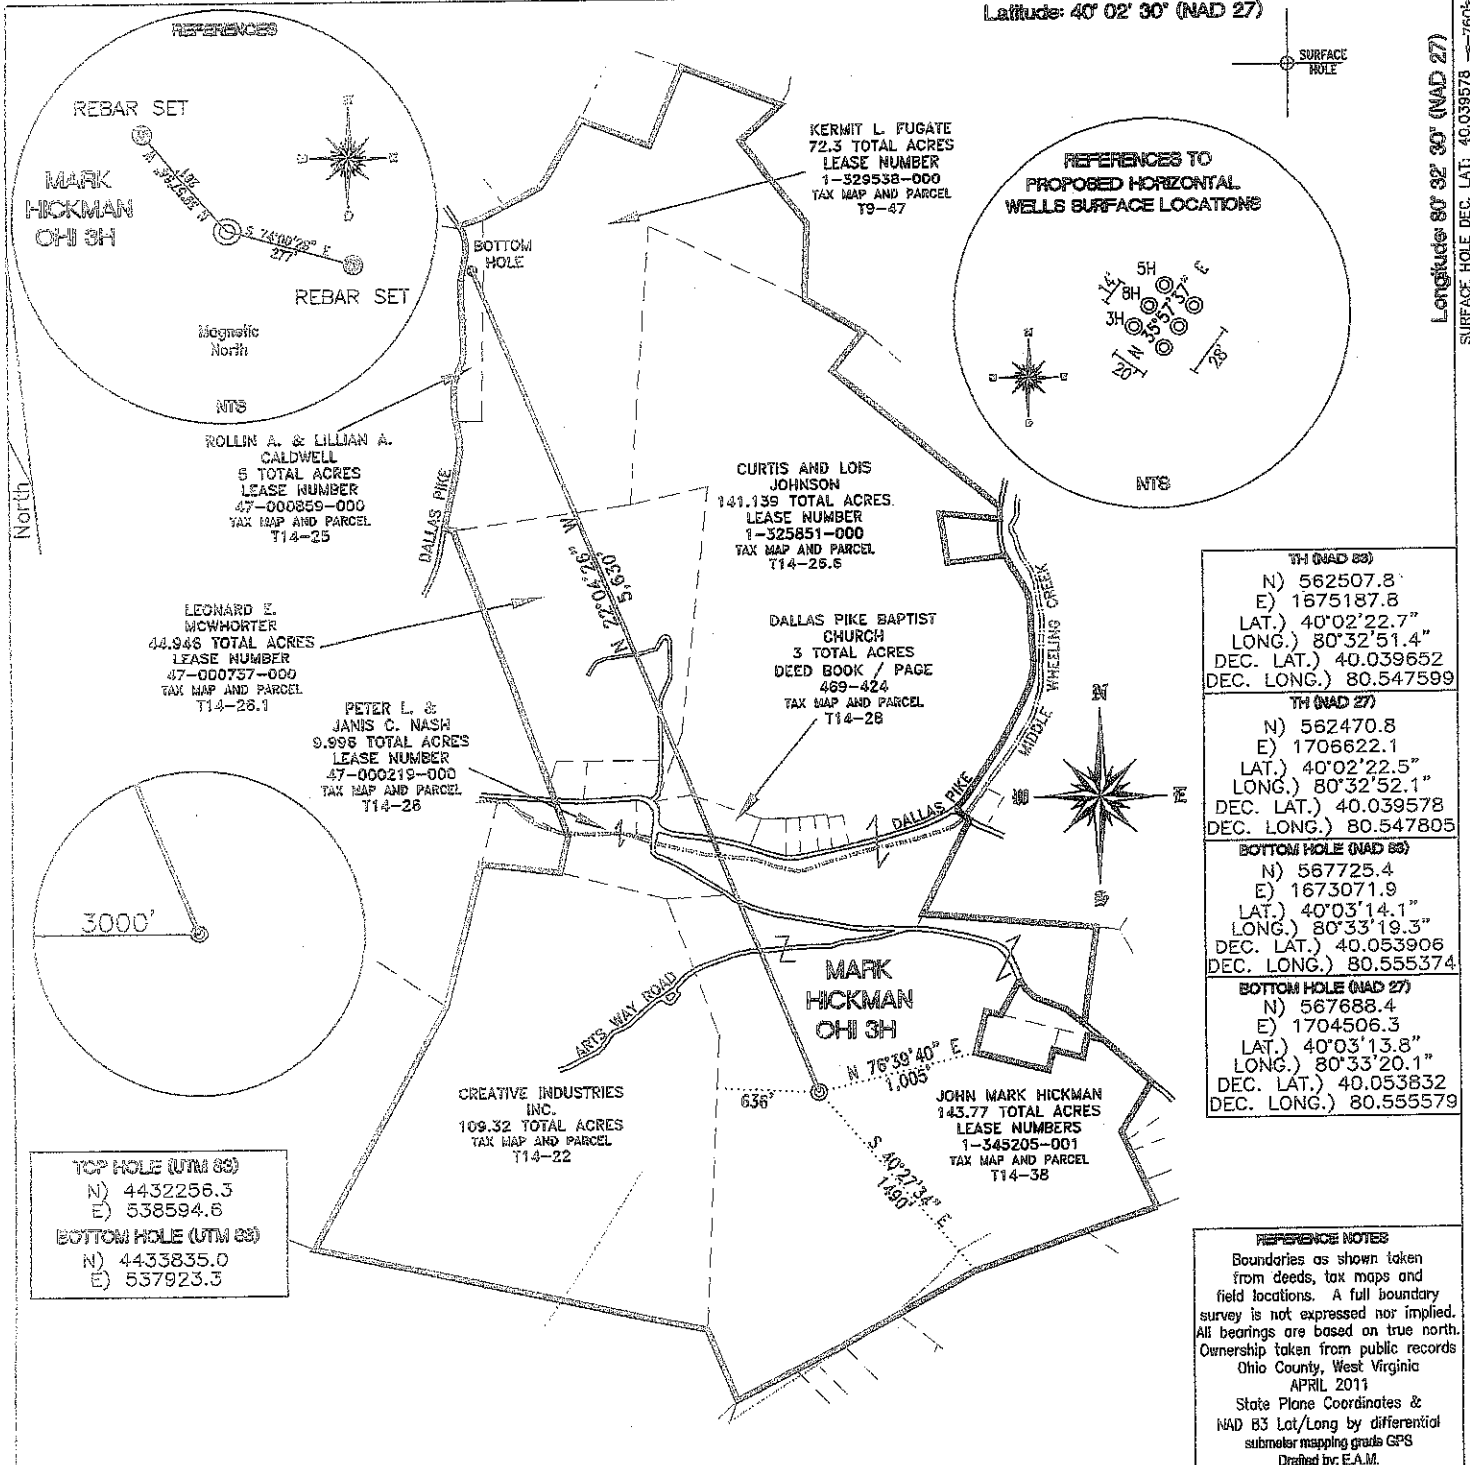 Latitude: 40° 02' 30" (NAD 27)
Longitude: 80° 32' 30" (NAD 27)
SURFACE HOLE DEC. LAT: 40.039578
SURFACE
HOLE
REFERENCES
REBAR SET
MARK
HICKMAN
OHI 3H
S 74°00'26" E
277'
REBAR SET
Magnetic
North
NTS
North
KERMIT L. FUGATE
72.3 TOTAL ACRES
LEASE NUMBER
1-329538-000
TAX MAP AND PARCEL
T9-47
BOTTOM
HOLE
REFERENCES TO
PROPOSED HORIZONTAL
WELLS SURFACE LOCATIONS
5H
8H
3H
14'
N 35°57'37" E
20'
28'
NTS
ROLLIN A. & LILLIAN A.
CALDWELL
5 TOTAL ACRES
LEASE NUMBER
47-000859-000
TAX MAP AND PARCEL
T14-25
DALLAS PIKE
CURTIS AND LOIS
JOHNSON
141.139 TOTAL ACRES
LEASE NUMBER
1-325851-000
TAX MAP AND PARCEL
T14-26.6
N 22°04'26" W
5,630'
LEONARD E.
MCWHORTER
44.946 TOTAL ACRES
LEASE NUMBER
47-000737-000
TAX MAP AND PARCEL
T14-26.1
DALLAS PIKE BAPTIST
CHURCH
3 TOTAL ACRES
DEED BOOK / PAGE
469-424
TAX MAP AND PARCEL
T14-28
MIDDLE WHEELING CREEK
PETER L. &
JANIS C. NASH
9.996 TOTAL ACRES
LEASE NUMBER
47-000219-000
TAX MAP AND PARCEL
T14-26
DALLAS PIKE
N
W
E
S
3000'
ARTS WAY ROAD
MARK
HICKMAN
OHI 3H
N 76°39'40" E
1,005'
636'
S 40°27'34" E
1490'
CREATIVE INDUSTRIES
INC.
109.32 TOTAL ACRES
TAX MAP AND PARCEL
T14-22
JOHN MARK HICKMAN
143.77 TOTAL ACRES
LEASE NUMBERS
1-345205-001
TAX MAP AND PARCEL
T14-38
TH (NAD 83)
N) 562507.8
E) 1675187.8
LAT.) 40°02'22.7"
LONG.) 80°32'51.4"
DEC. LAT.) 40.039652
DEC. LONG.) 80.547599
TH (NAD 27)
N) 562470.8
E) 1706622.1
LAT.) 40°02'22.5"
LONG.) 80°32'52.1"
DEC. LAT.) 40.039578
DEC. LONG.) 80.547805
BOTTOM HOLE (NAD 83)
N) 567725.4
E) 1673071.9
LAT.) 40°03'14.1"
LONG.) 80°33'19.3"
DEC. LAT.) 40.053906
DEC. LONG.) 80.555374
BOTTOM HOLE (NAD 27)
N) 567688.4
E) 1704506.3
LAT.) 40°03'13.8"
LONG.) 80°33'20.1"
DEC. LAT.) 40.053832
DEC. LONG.) 80.555579
TOP HOLE (UTM 83)
N) 4432256.3
E) 538594.6
BOTTOM HOLE (UTM 83)
N) 4433835.0
E) 537923.3
REFERENCE NOTES
Boundaries as shown taken
from deeds, tax maps and
field locations. A full boundary
survey is not expressed nor implied.
All bearings are based on true north.
Ownership taken from public records
Ohio County, West Virginia
APRIL 2011
State Plane Coordinates &
NAD 83 Lat/Long by differential
submeter mapping grade GPS
Drafted by: E.A.M.